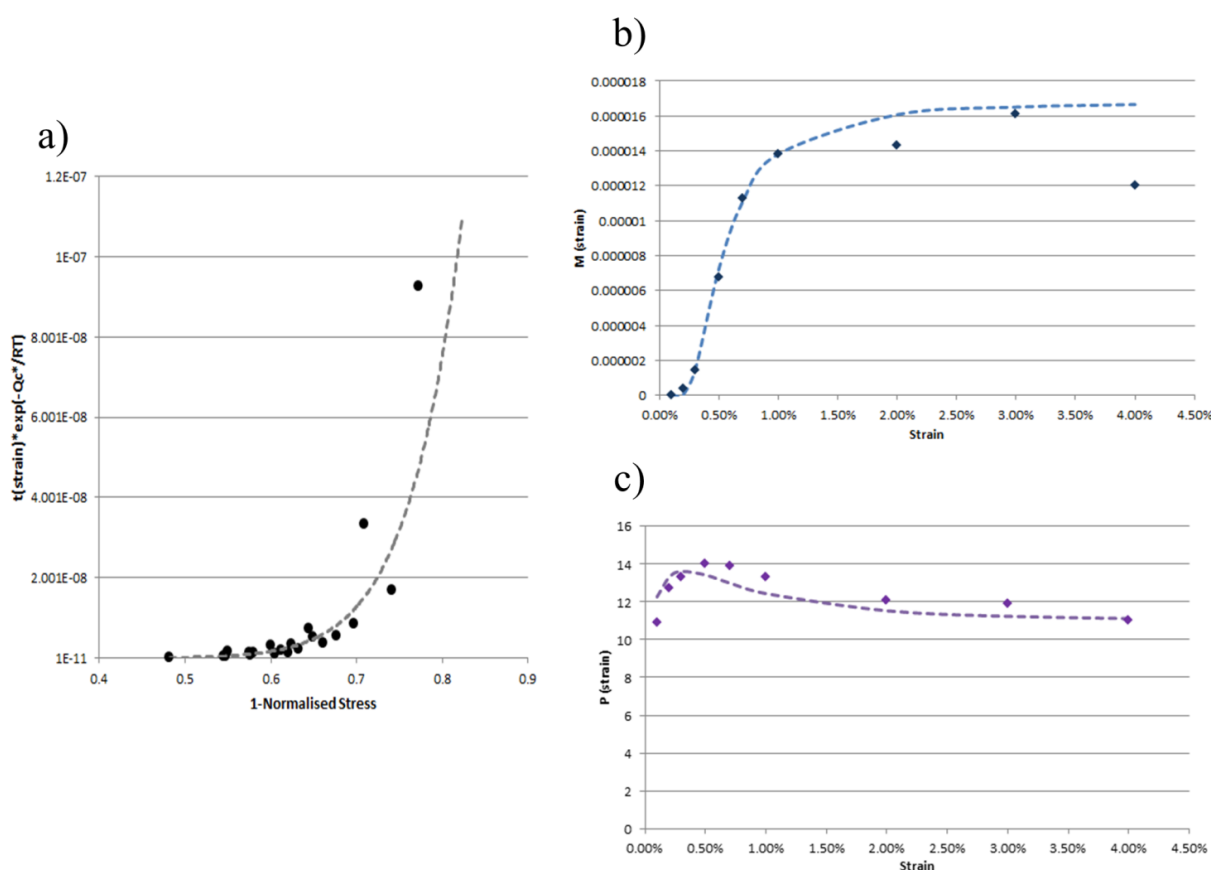 a)
t(strain)*exp(-Qc*/RT)
1.2E-07
1E-07
8.001E-08
6.001E-08
4.001E-08
2.001E-08
1E-11
0.4 0.5 0.6 0.7 0.8 0.9
1-Normalised Stress
b)
M (strain)
0.000018
0.000016
0.000014
0.000012
0.00001
0.000008
0.000006
0.000004
0.000002
0
0.00% 0.50% 1.00% 1.50% 2.00% 2.50% 3.00% 3.50% 4.00% 4.50%
Strain
c)
P (strain)
16
14
12
10
8
6
4
2
0
0.00% 0.50% 1.00% 1.50% 2.00% 2.50% 3.00% 3.50% 4.00% 4.50%
Strain